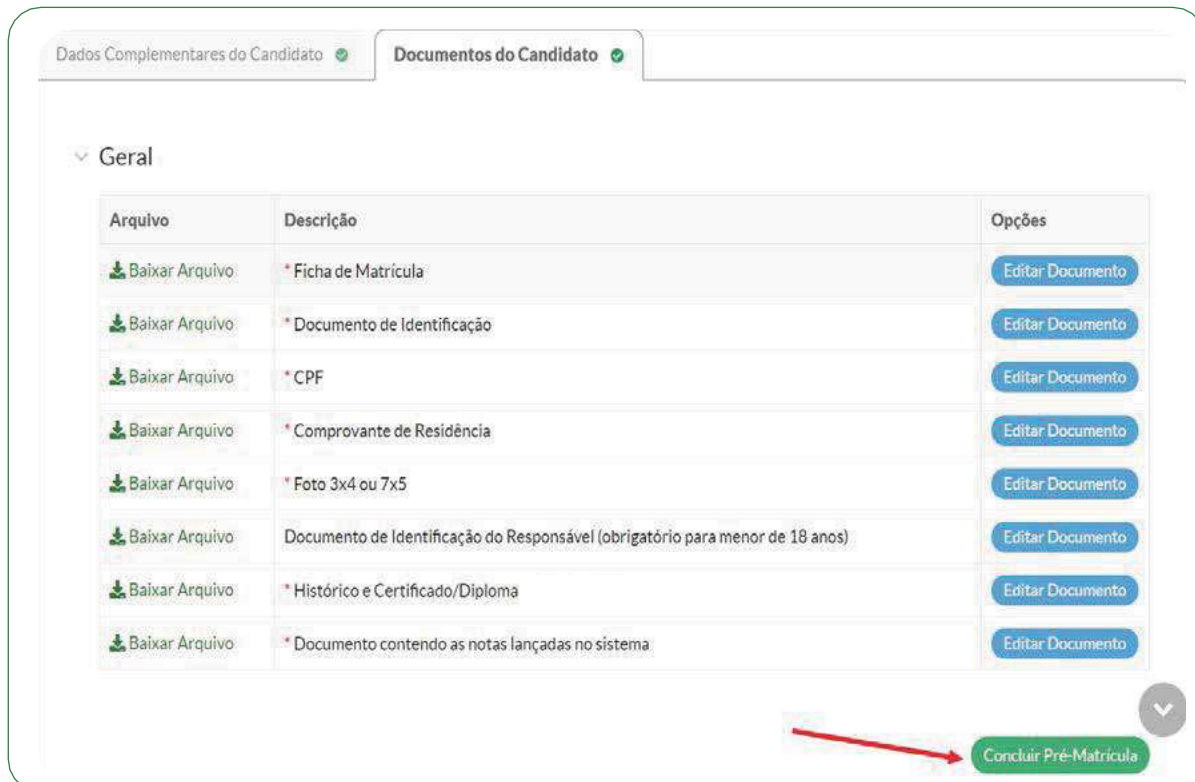 Dados Complementares do Candidato
Documentos do Candidato
Geral
Arquivo Descrição Opções
Baixar Arquivo * Ficha de Matrícula Editar Documento
Baixar Arquivo * Documento de Identificação Editar Documento
Baixar Arquivo * CPF Editar Documento
Baixar Arquivo * Comprovante de Residência Editar Documento
Baixar Arquivo * Foto 3x4 ou 7x5 Editar Documento
Baixar Arquivo Documento de Identificação do Responsável (obrigatório para menor de 18 anos) Editar Documento
Baixar Arquivo * Histórico e Certificado/Diploma Editar Documento
Baixar Arquivo * Documento contendo as notas lançadas no sistema Editar Documento
Concluir Pré-Matrícula